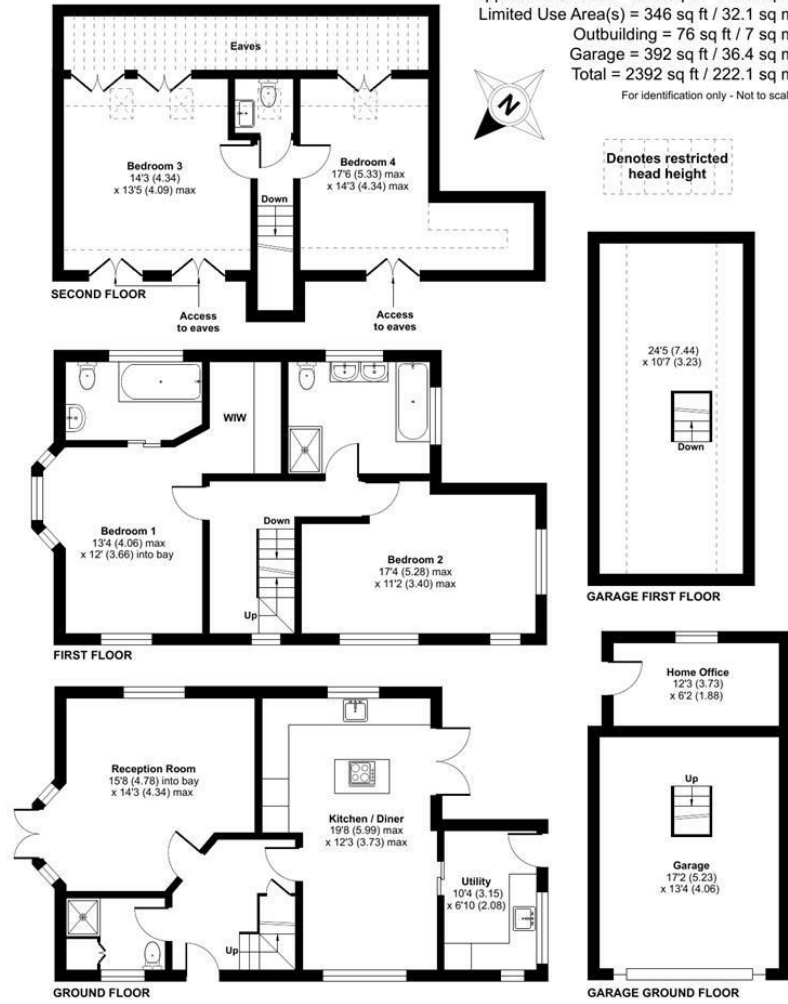 Limited Use Area(s) = 346 sq ft / 32.1 sq m
Outbuilding = 76 sq ft / 7 sq m
Garage = 392 sq ft / 36.4 sq m
Total = 2392 sq ft / 222.1 sq m
For identification only - Not to scale
N
Denotes restricted
head height
Eaves
Bedroom 3
14'3 (4.34)
x 13'5 (4.09) max
Bedroom 4
17'6 (5.33) max
x 14'3 (4.34) max
Down
SECOND FLOOR
Access
to eaves
Access
to eaves
24'5 (7.44)
x 10'7 (3.23)
Down
GARAGE FIRST FLOOR
WIW
Bedroom 1
13'4 (4.06) max
x 12' (3.66) into bay
Down
Up
Bedroom 2
17'4 (5.28) max
x 11'2 (3.40) max
FIRST FLOOR
Home Office
12'3 (3.73)
x 6'2 (1.88)
Reception Room
15'8 (4.78) into bay
x 14'3 (4.34) max
Kitchen / Diner
19'8 (5.99) max
x 12'3 (3.73) max
Utility
10'4 (3.15)
x 6'10 (2.08)
Up
GROUND FLOOR
Up
Garage
17'2 (5.23)
x 13'4 (4.06)
GARAGE GROUND FLOOR